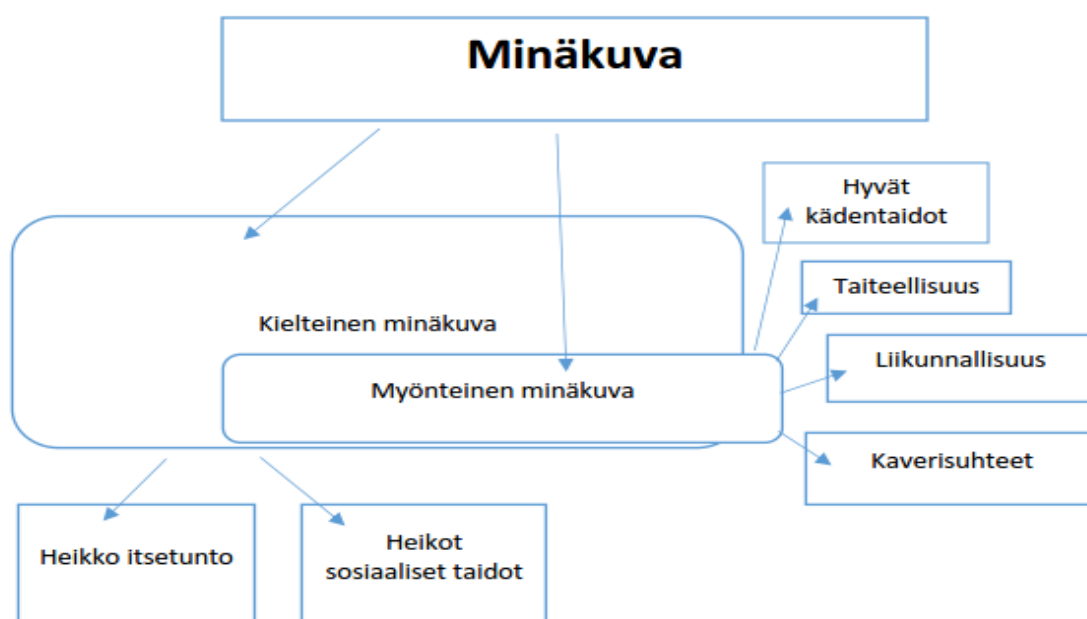 Minäkuva
Hyvät
kädentaidot
Taiteellisuus
Kielteinen minäkuva
Liikunnallisuus
Myönteinen minäkuva
Kaverisuhteet
Heikko itsetunto
Heikot
sosiaaliset taidot